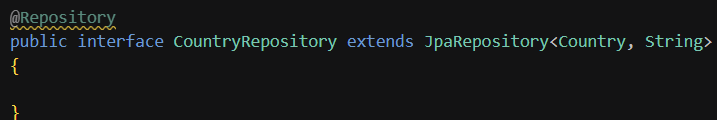 @Repository
public interface CountryRepository extends JpaRepository<Country, String>
{
}